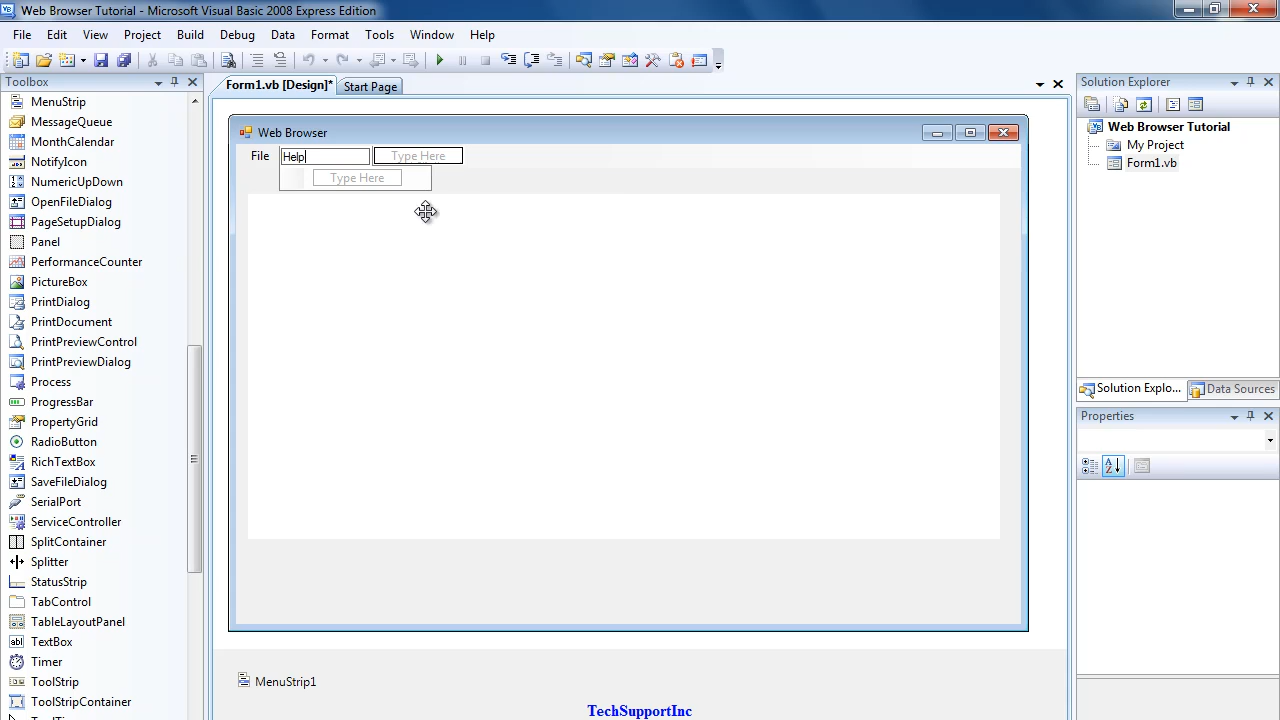 Web Browser Tutorial - Microsoft Visual Basic 2008 Express Edition
File Edit View Project Build Debug Data Format Tools Window Help
Toolbox
MenuStrip
MessageQueue
MonthCalendar
NotifyIcon
NumericUpDown
OpenFileDialog
PageSetupDialog
Panel
PerformanceCounter
PictureBox
PrintDialog
PrintDocument
PrintPreviewControl
PrintPreviewDialog
Process
ProgressBar
PropertyGrid
RadioButton
RichTextBox
SaveFileDialog
SerialPort
ServiceController
SplitContainer
Splitter
StatusStrip
TabControl
TableLayoutPanel
TextBox
Timer
ToolStrip
ToolStripContainer
Form1.vb [Design]* Start Page
Web Browser
File Help Type Here
Type Here
MenuStrip1
TechSupportInc
Solution Explorer
Web Browser Tutorial
My Project
Form1.vb
Solution Explo... Data Sources
Properties